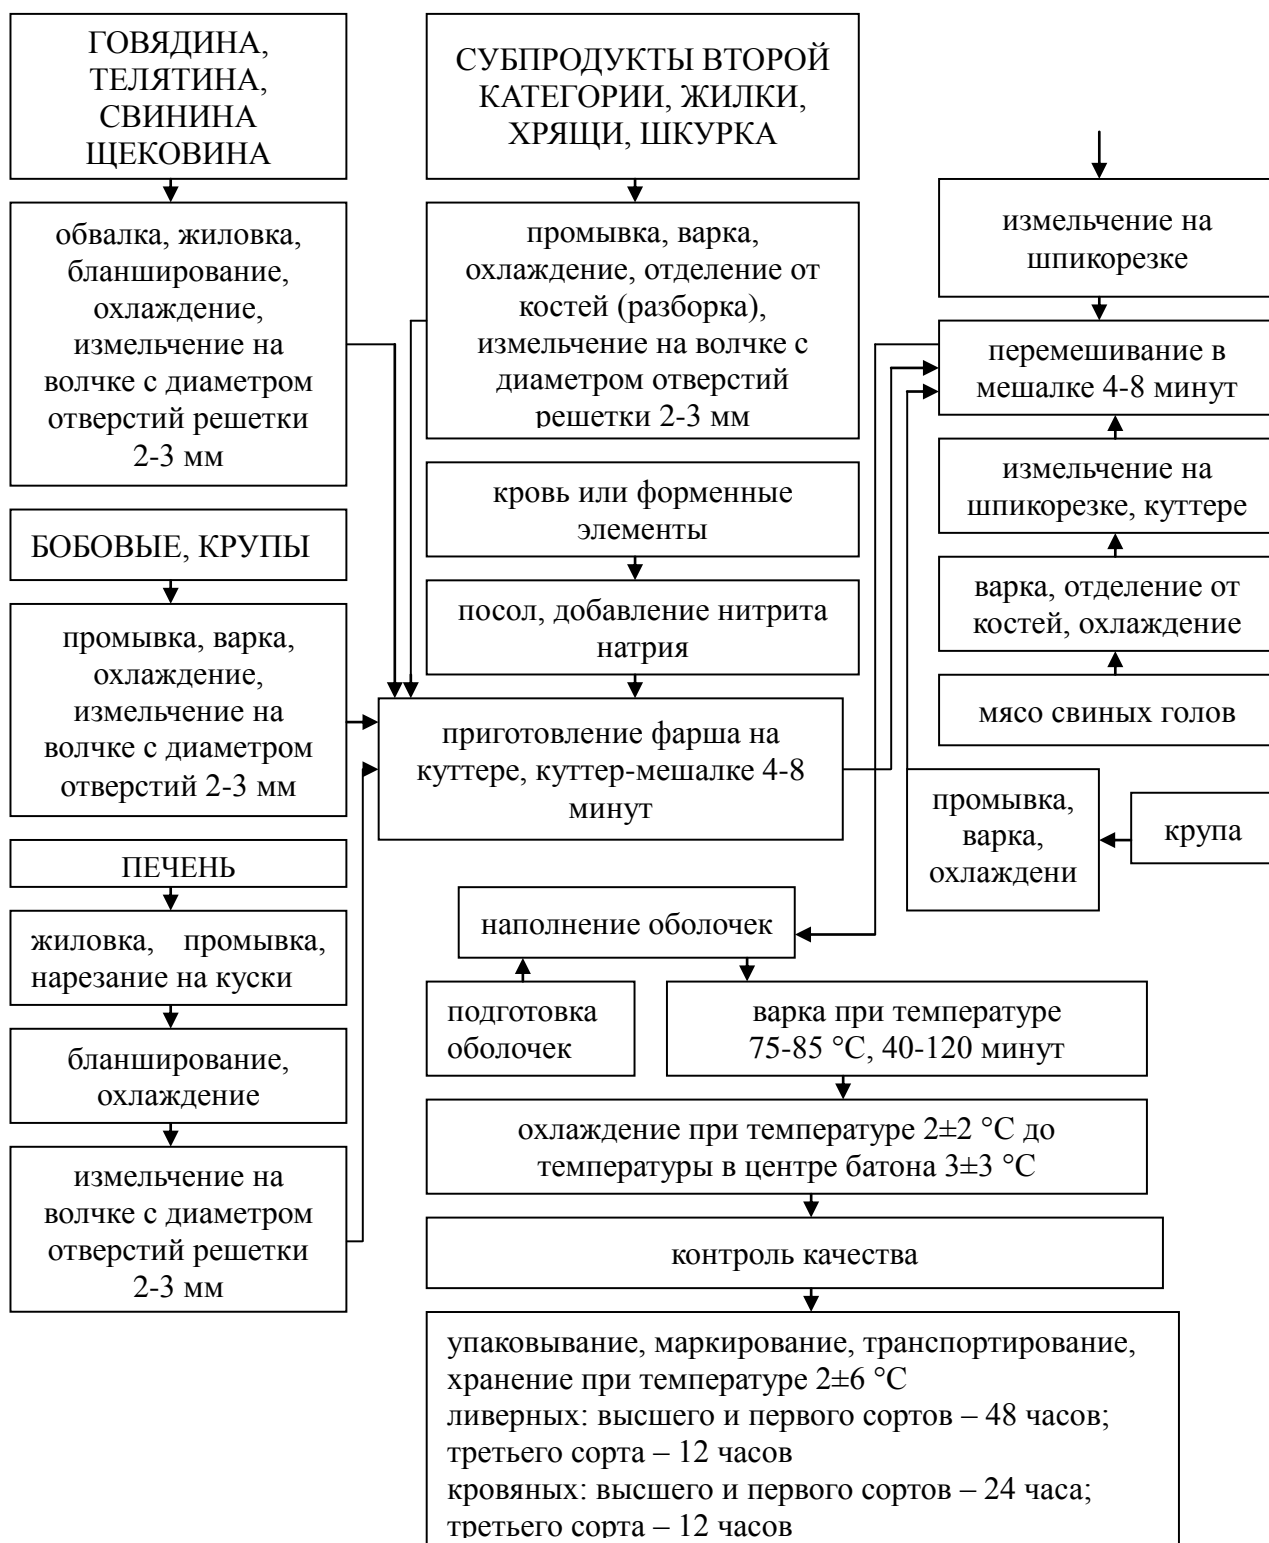 ГОВЯДИНА,
ТЕЛЯТИНА,
СВИНИНА
ЩЕКОВИНА
обвалка, жиловка,
бланширование,
охлаждение,
измельчение на
волчке с диаметром
отверстий решетки
2-3 мм
БОБОВЫЕ, КРУПЫ
промывка, варка,
охлаждение,
измельчение на
волчке с диаметром
отверстий 2-3 мм
ПЕЧЕНЬ
жиловка, промывка,
нарезание на куски
бланширование,
охлаждение
измельчение на
волчке с диаметром
отверстий решетки
2-3 мм
СУБПРОДУКТЫ ВТОРОЙ
КАТЕГОРИИ, ЖИЛКИ,
ХРЯЩИ, ШКУРКА
промывка, варка,
охлаждение, отделение от
костей (разборка),
измельчение на волчке с
диаметром отверстий
решетки 2-3 мм
кровь или форменные
элементы
посол, добавление нитрита
натрия
приготовление фарша на
куттере, куттер-мешалке 4-8
минут
измельчение на
шпикорезке
перемешивание в
мешалке 4-8 минут
измельчение на
шпикорезке, куттере
варка, отделение от
костей, охлаждение
мясо свиных голов
промывка,
варка,
охлаждени
крупа
наполнение оболочек
подготовка
оболочек
варка при температуре
75-85 °С, 40-120 минут
охлаждение при температуре 2±2 °С до
температуры в центре батона 3±3 °С
контроль качества
упаковывание, маркирование, транспортирование,
хранение при температуре 2±6 °С
ливерных: высшего и первого сортов – 48 часов;
третьего сорта – 12 часов
кровяных: высшего и первого сортов – 24 часа;
третьего сорта – 12 часов